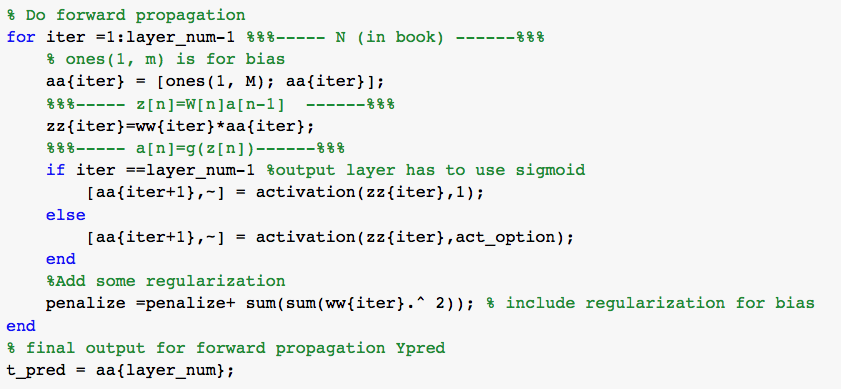 % Do forward propagation
for iter =1:layer_num-1 %%%----- N (in book) ------%%%
    % ones(1, m) is for bias
    aa{iter} = [ones(1, M); aa{iter}];
    %%%----- z[n]=W[n]a[n-1]  ------%%%
    zz{iter}=ww{iter}*aa{iter};
    %%%----- a[n]=g(z[n])------%%%
    if iter ==layer_num-1 %output layer has to use sigmoid
        [aa{iter+1},~] = activation(zz{iter},1);
    else
        [aa{iter+1},~] = activation(zz{iter},act_option);
    end
    %Add some regularization
    penalize =penalize+ sum(sum(ww{iter}.^ 2)); % include regularization for bias
end
% final output for forward propagation Ypred
t_pred = aa{layer_num};